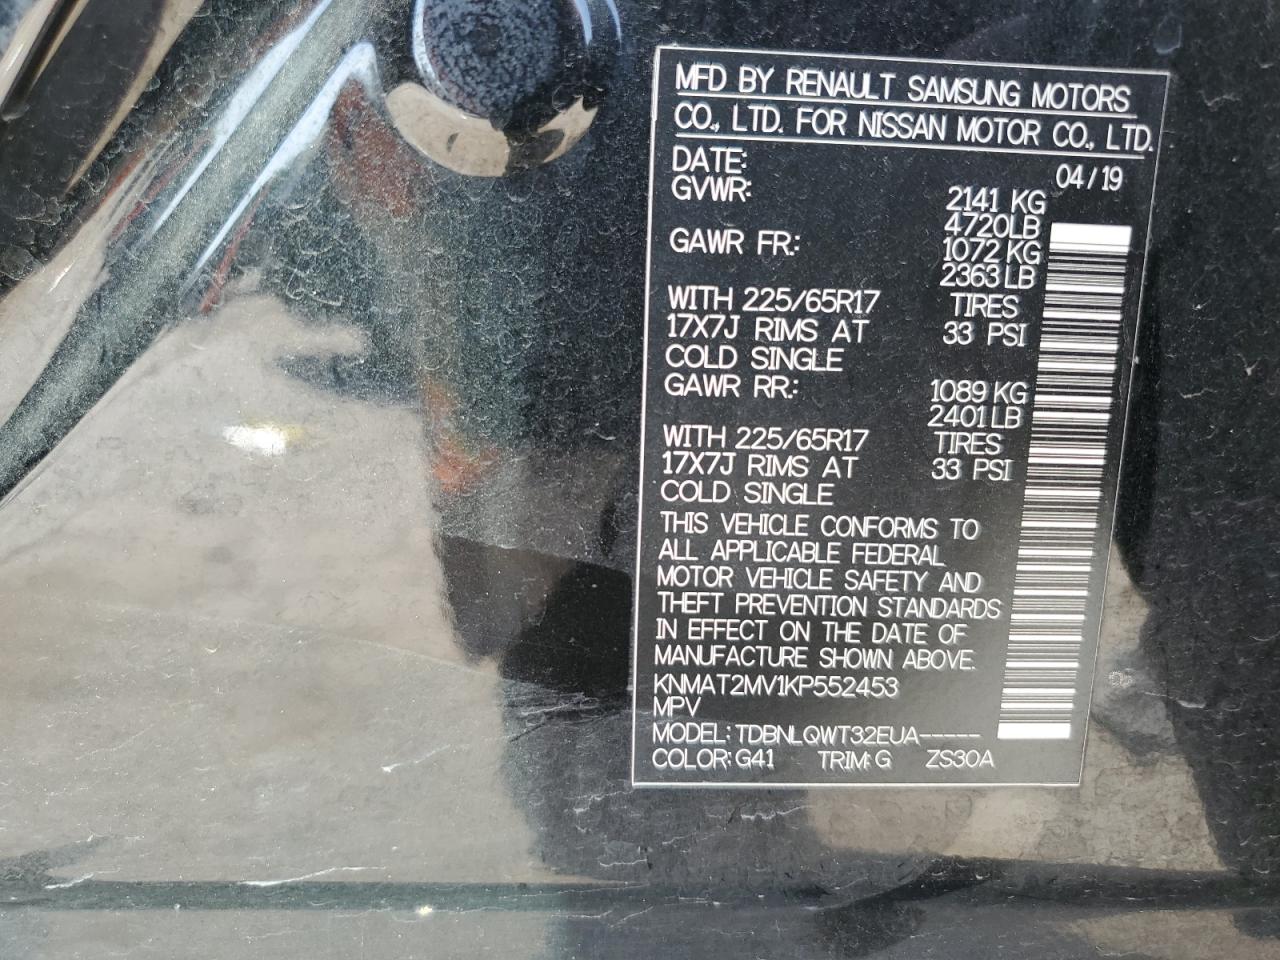 MFD BY RENAULT SAMSUNG MOTORS
CO., LTD. FOR NISSAN MOTOR CO., LTD.
DATE: 04/19
GVWR: 2141 KG
4720LB
GAWR FR.: 1072 KG
2363 LB
WITH 225/65R17 TIRES
17X7J RIMS AT 33 PSI
COLD SINGLE
GAWR RR.: 1089 KG
2401 LB
WITH 225/65R17 TIRES
17X7J RIMS AT 33 PSI
COLD SINGLE
THIS VEHICLE CONFORMS TO
ALL APPLICABLE FEDERAL
MOTOR VEHICLE SAFETY AND
THEFT PREVENTION STANDARDS
IN EFFECT ON THE DATE OF
MANUFACTURE SHOWN ABOVE.
KNMAT2MV1KP552453
MPV
MODEL: TDBNLQWT32EUA-----
COLOR: G41 TRIM: G ZS30A